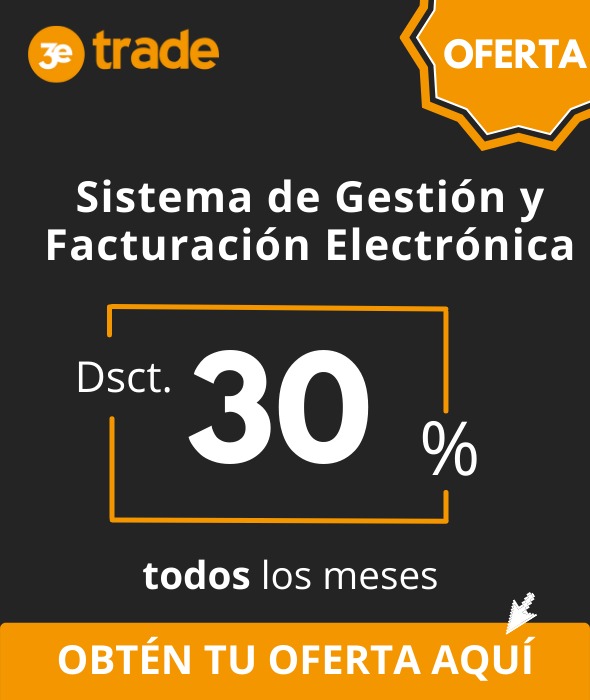 3e trade
OFERTA
Sistema de Gestión y
Facturación Electrónica
Dsct. 30 %
todos los meses
OBTÉN TU OFERTA AQUÍ